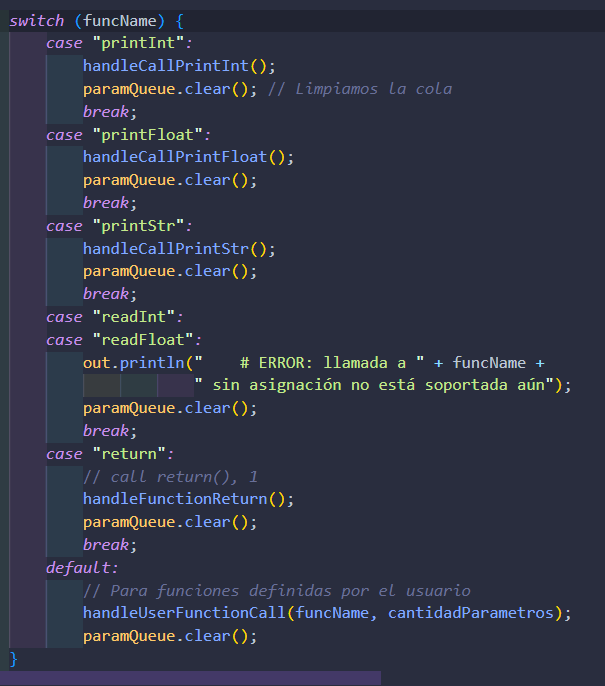 switch (funcName) {
    case "printInt":
        handleCallPrintInt();
        paramQueue.clear(); // Limpiamos la cola
        break;
    case "printFloat":
        handleCallPrintFloat();
        paramQueue.clear();
        break;
    case "printStr":
        handleCallPrintStr();
        paramQueue.clear();
        break;
    case "readInt":
    case "readFloat":
        out.println("    # ERROR: llamada a " + funcName +
                    " sin asignación no está soportada aún");
        paramQueue.clear();
        break;
    case "return":
        // call return(), 1
        handleFunctionReturn();
        paramQueue.clear();
        break;
    default:
        // Para funciones definidas por el usuario
        handleUserFunctionCall(funcName, cantidadParametros);
        paramQueue.clear();
}